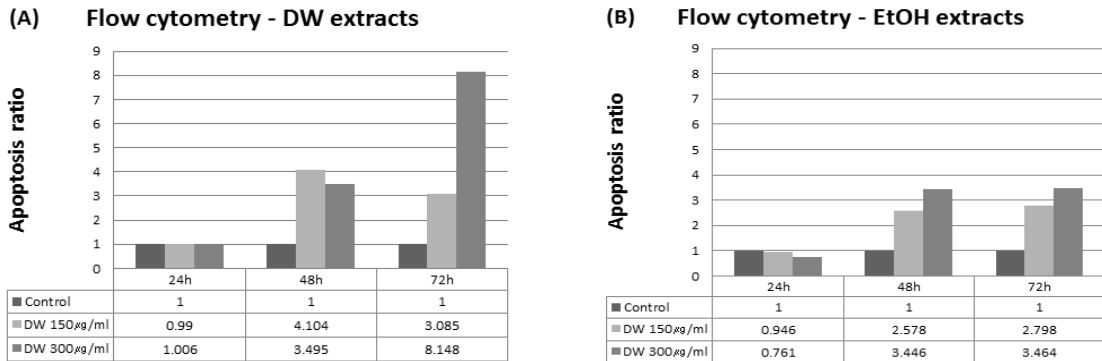 (A) Flow cytometry - DW extracts
Apoptosis ratio
9
8
7
6
5
4
3
2
1
0
24h 48h 72h
Control 1 1 1
DW 150㎍/ml 0.99 4.104 3.085
DW 300㎍/ml 1.006 3.495 8.148
(B) Flow cytometry - EtOH extracts
Apoptosis ratio
9
8
7
6
5
4
3
2
1
0
24h 48h 72h
Control 1 1 1
DW 150㎍/ml 0.946 2.578 2.798
DW 300㎍/ml 0.761 3.446 3.464